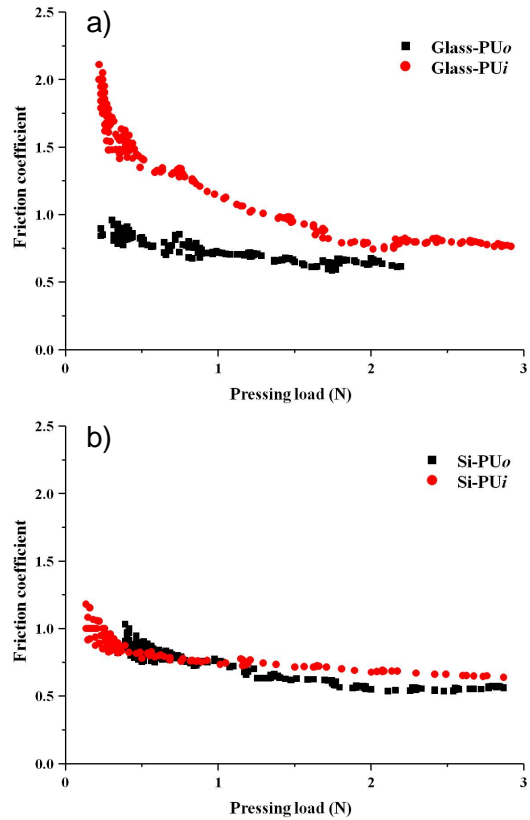 a)
2.5
Glass-PUo
Glass-PUi
2.0
1.5
1.0
0.5
0.0
Friction coefficient
0
1
2
3
Pressing load (N)
b)
2.5
Si-PUo
Si-PUi
2.0
1.5
1.0
0.5
0.0
Friction coefficient
0
1
2
3
Pressing load (N)